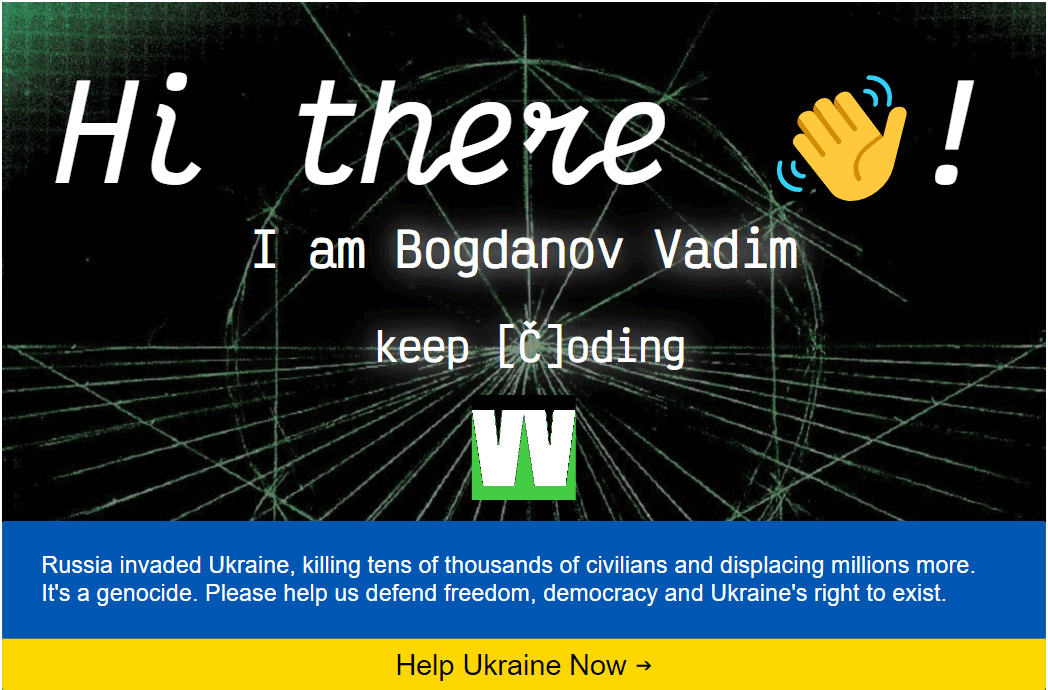 Hi there 👋!
I am Bogdanov Vadim
keep [Č]oding
W
Russia invaded Ukraine, killing tens of thousands of civilians and displacing millions more.
It's a genocide. Please help us defend freedom, democracy and Ukraine's right to exist.
Help Ukraine Now →